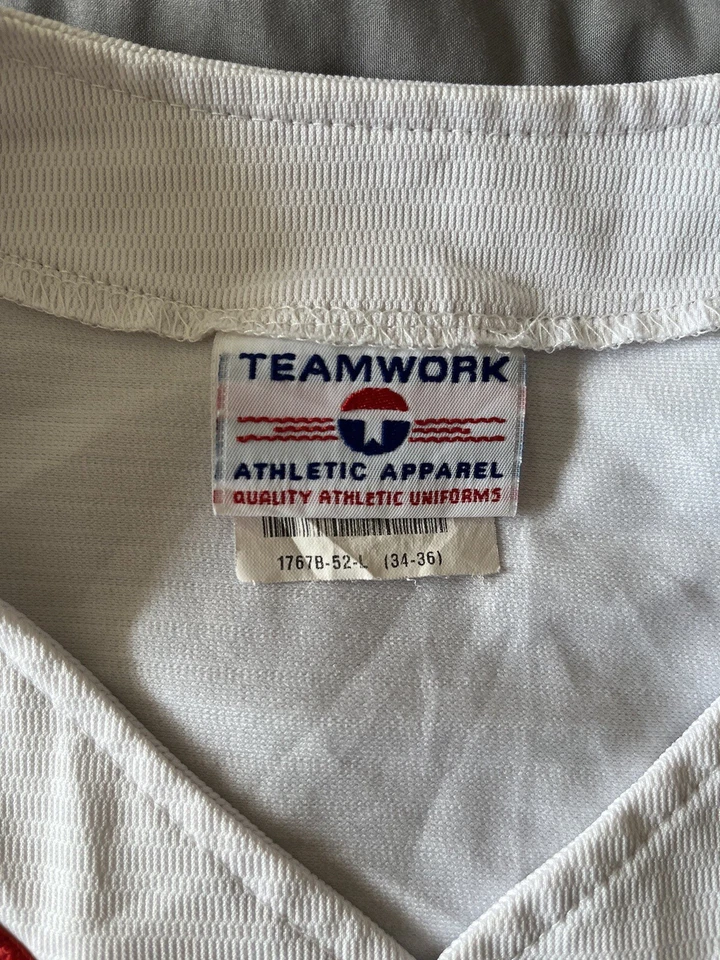 TEAMWORK
ATHLETIC APPAREL
QUALITY ATHLETIC UNIFORMS
1767B-52-L (34-36)